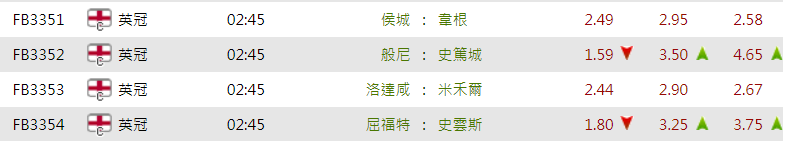 FB3351 C 英冠 02:45 侯城 : 韋根 2.49 2.95 2.58
FB3352 C 英冠 02:45 般尼 : 史篤城 1.59 3.50 4.65
FB3353 C 英冠 02:45 洛達咸 : 米禾爾 2.44 2.90 2.67
FB3354 C 英冠 02:45 屈福特 : 史雲斯 1.80 3.25 3.75